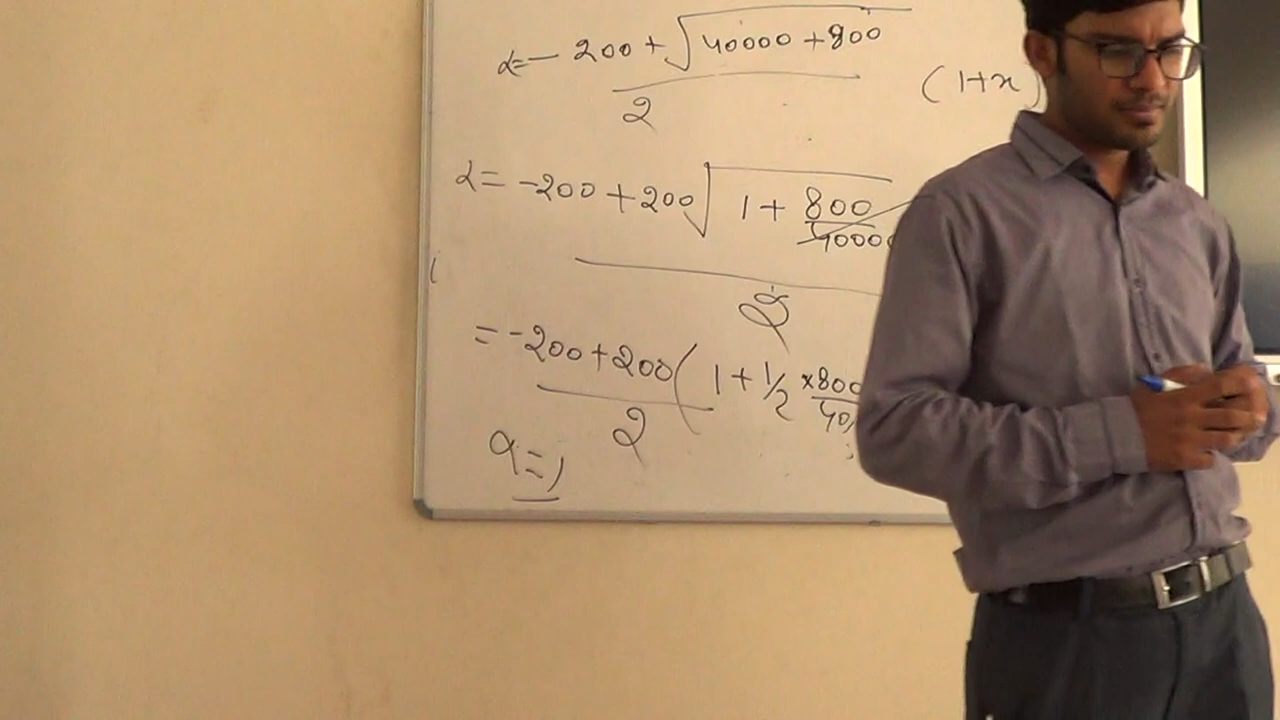 α = - 200 + √40000 + 800
2
(1+x)
α = -200 + 200 √1 + 800
40000
2
= -200 + 200 ( 1 + 1/2 × 800
2 40
α = 1